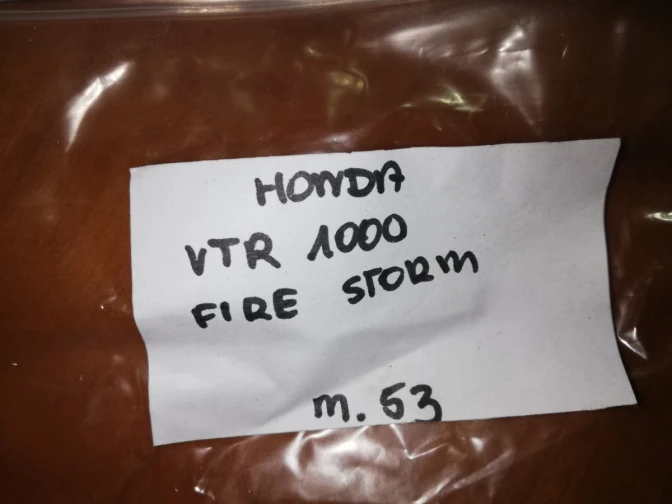 HONDA
VTR 1000
FIRE STORM
m. 53